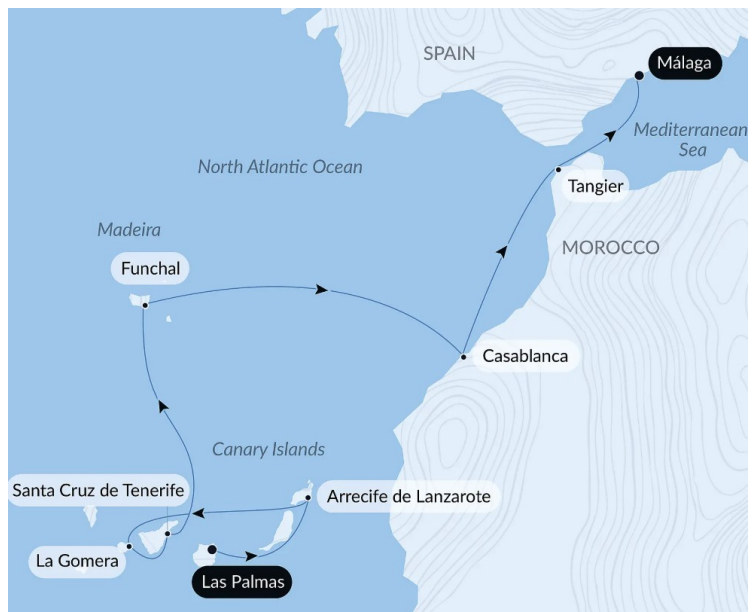 SPAIN
Málaga
Mediterranean
Sea
North Atlantic Ocean
Tangier
Madeira
MOROCCO
Funchal
Casablanca
Canary Islands
Santa Cruz de Tenerife
Arrecife de Lanzarote
La Gomera
Las Palmas